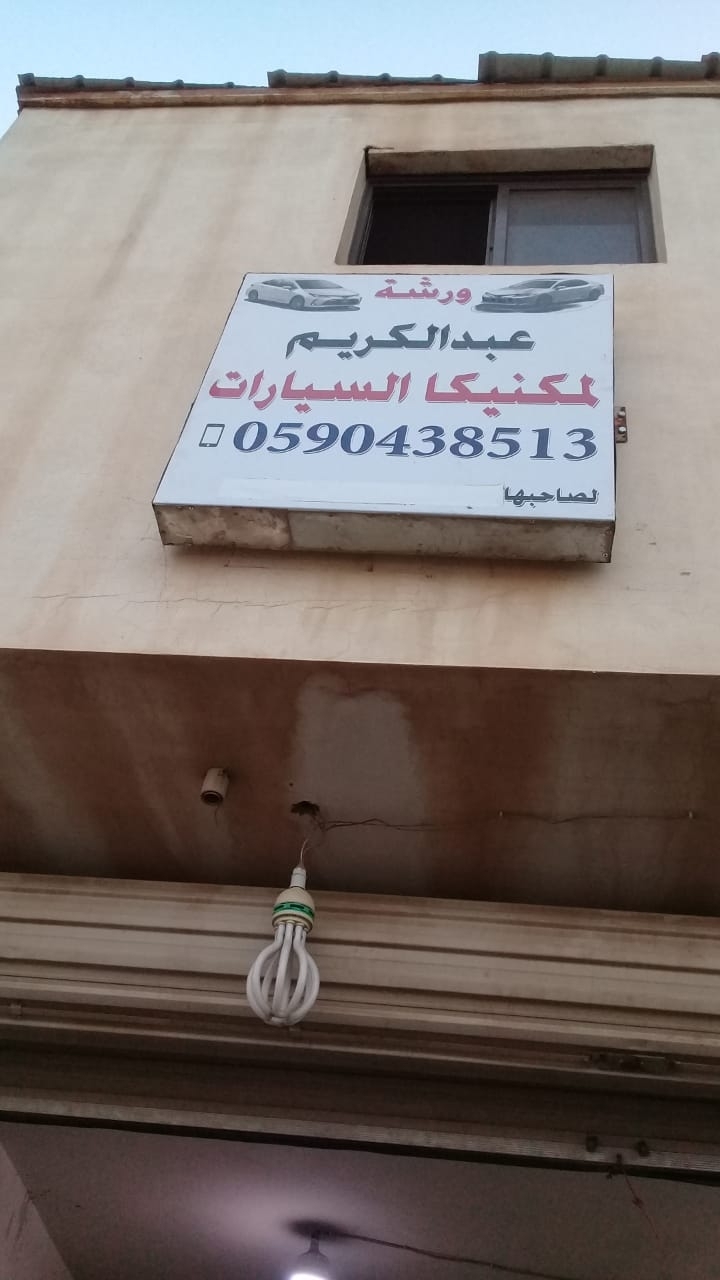 ورشة
عبدالكريم
لمكنيكا السيارات
0590438513
لصاحبها